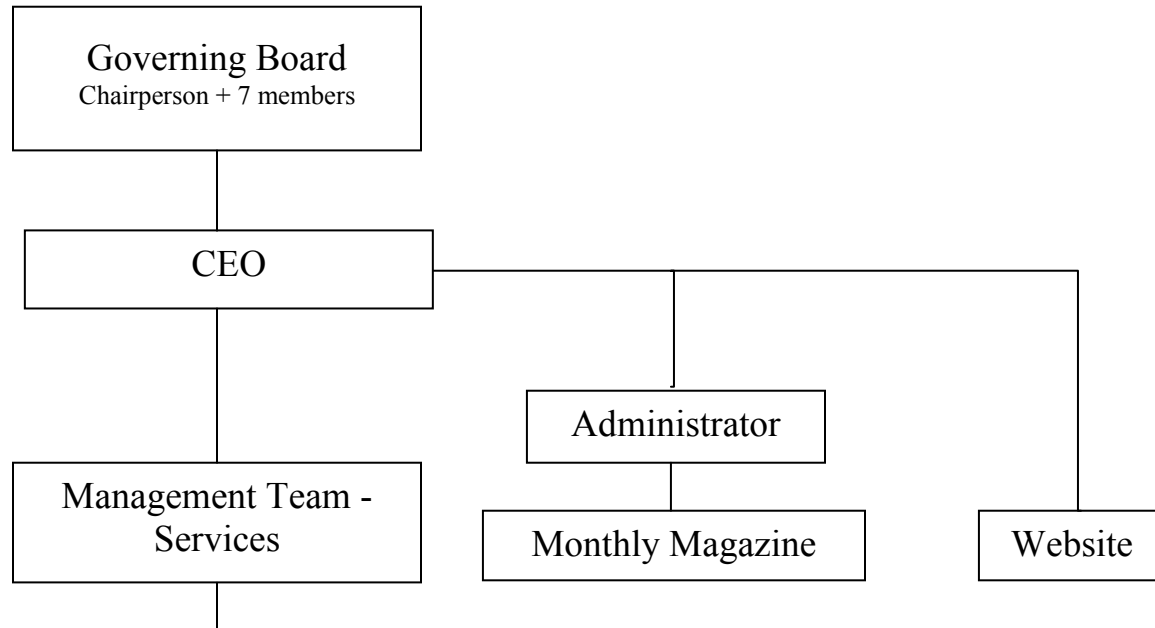 Governing Board
Chairperson + 7 members
CEO
Administrator
Management Team -
Services
Monthly Magazine
Website